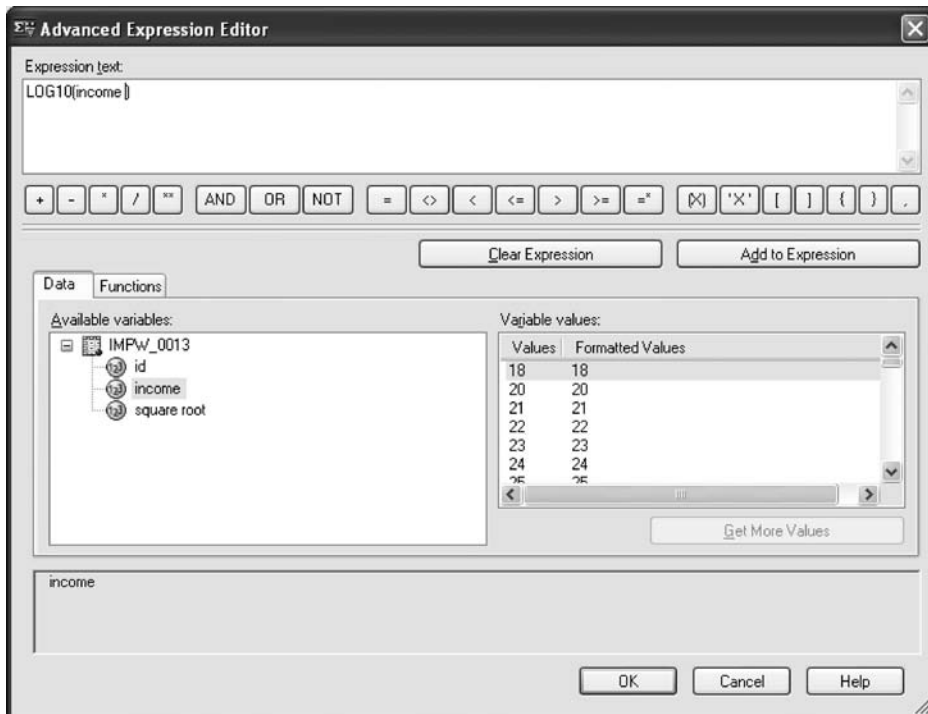 Advanced Expression Editor
Expression text:
LOG10(income )
+ - * / ** AND OR NOT = <> < <= > >= =* (X) 'X' [ ] { } ,
Clear Expression Add to Expression
Data Functions
Available variables:
IMPW_0013
id
income
square root
Variable values:
Values Formatted Values
18 18
20 20
21 21
22 22
23 23
24 24
25 25
Get More Values
income
OK Cancel Help